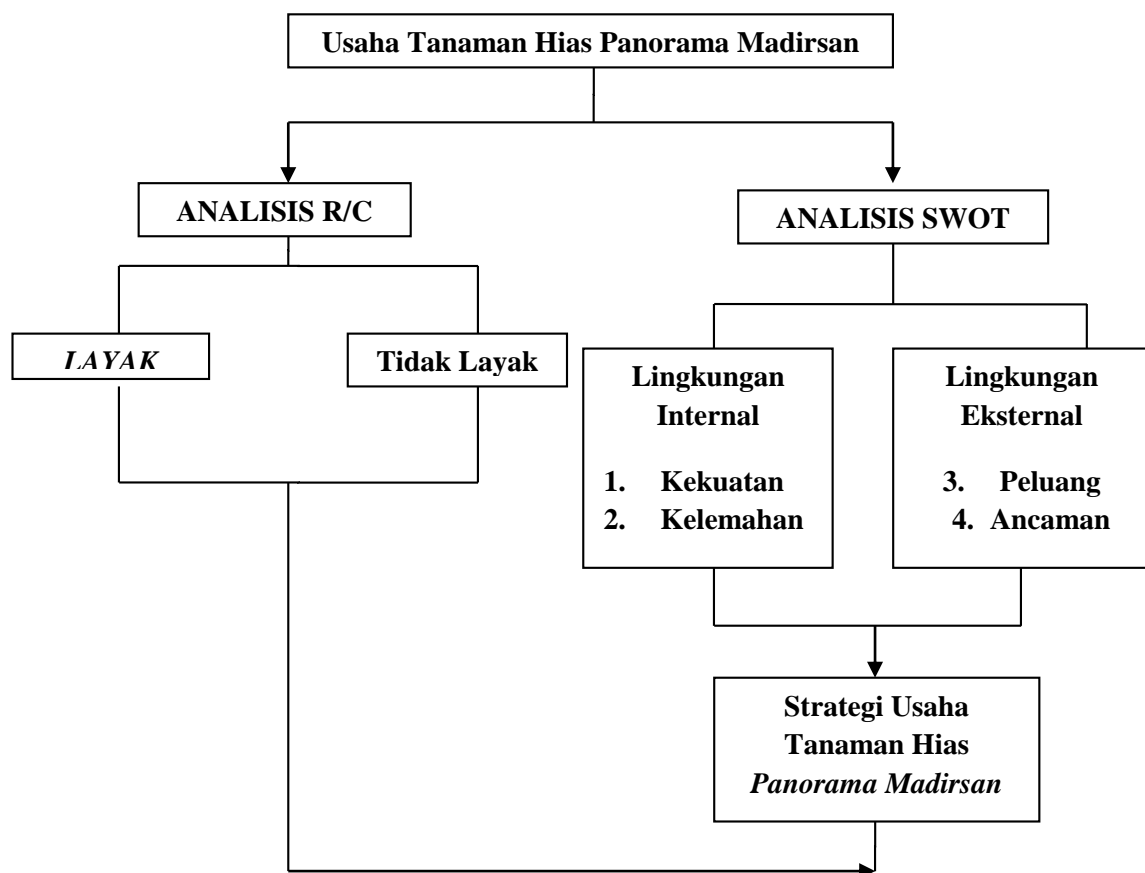 Usaha Tanaman Hias Panorama Madirsan
ANALISIS R/C
ANALISIS SWOT
LAYAK
Tidak Layak
Lingkungan
Internal
1. Kekuatan
2. Kelemahan
Lingkungan
Eksternal
3. Peluang
4. Ancaman
Strategi Usaha
Tanaman Hias
Panorama Madirsan